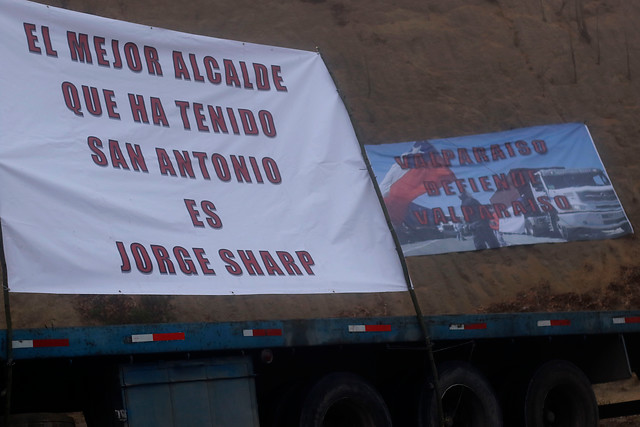 EL MEJOR ALCALDE
QUE HA TENIDO
SAN ANTONIO
ES
JORGE SHARP
VALPARAISO
DEFIENDE
VALPARAISO